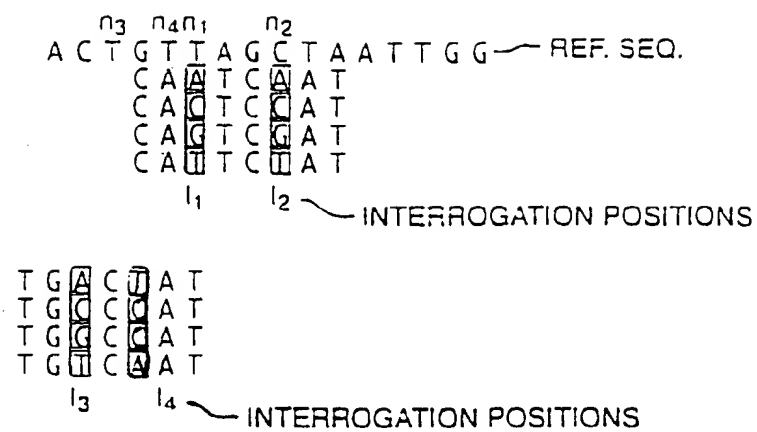 n3 n4 n1 n2
A C T G T T A G C T A A T T G G REF. SEQ.
C A A T C A A T
C A C T C C A T
C A G T C G A T
C A T T C T A T
I1 I2
INTERROGATION POSITIONS
T G A C T A T
T G C C C A T
T G G C C A T
T G T C A A T
I3 I4
INTERROGATION POSITIONS